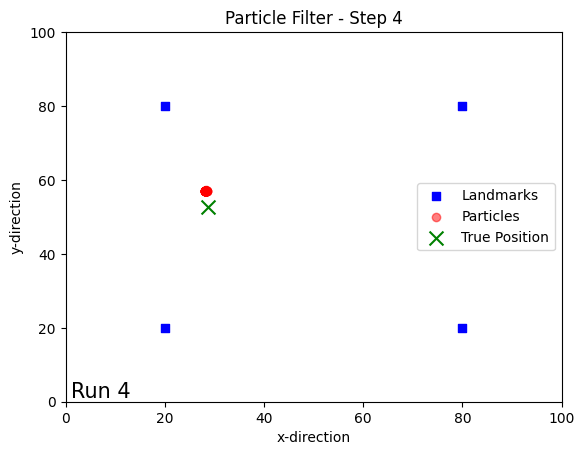 Particle Filter - Step 4
100
80
60
40
20
0
y-direction
Landmarks
Particles
True Position
Run 4
0 20 40 60 80 100
x-direction